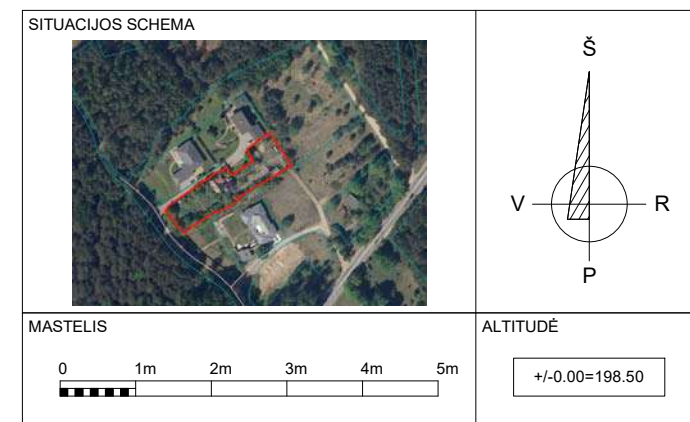 SITUACIJOS SCHEMA
Š
V R
P
MASTELIS
0 1m 2m 3m 4m 5m
ALTITUDĖ
+/-0.00=198.50